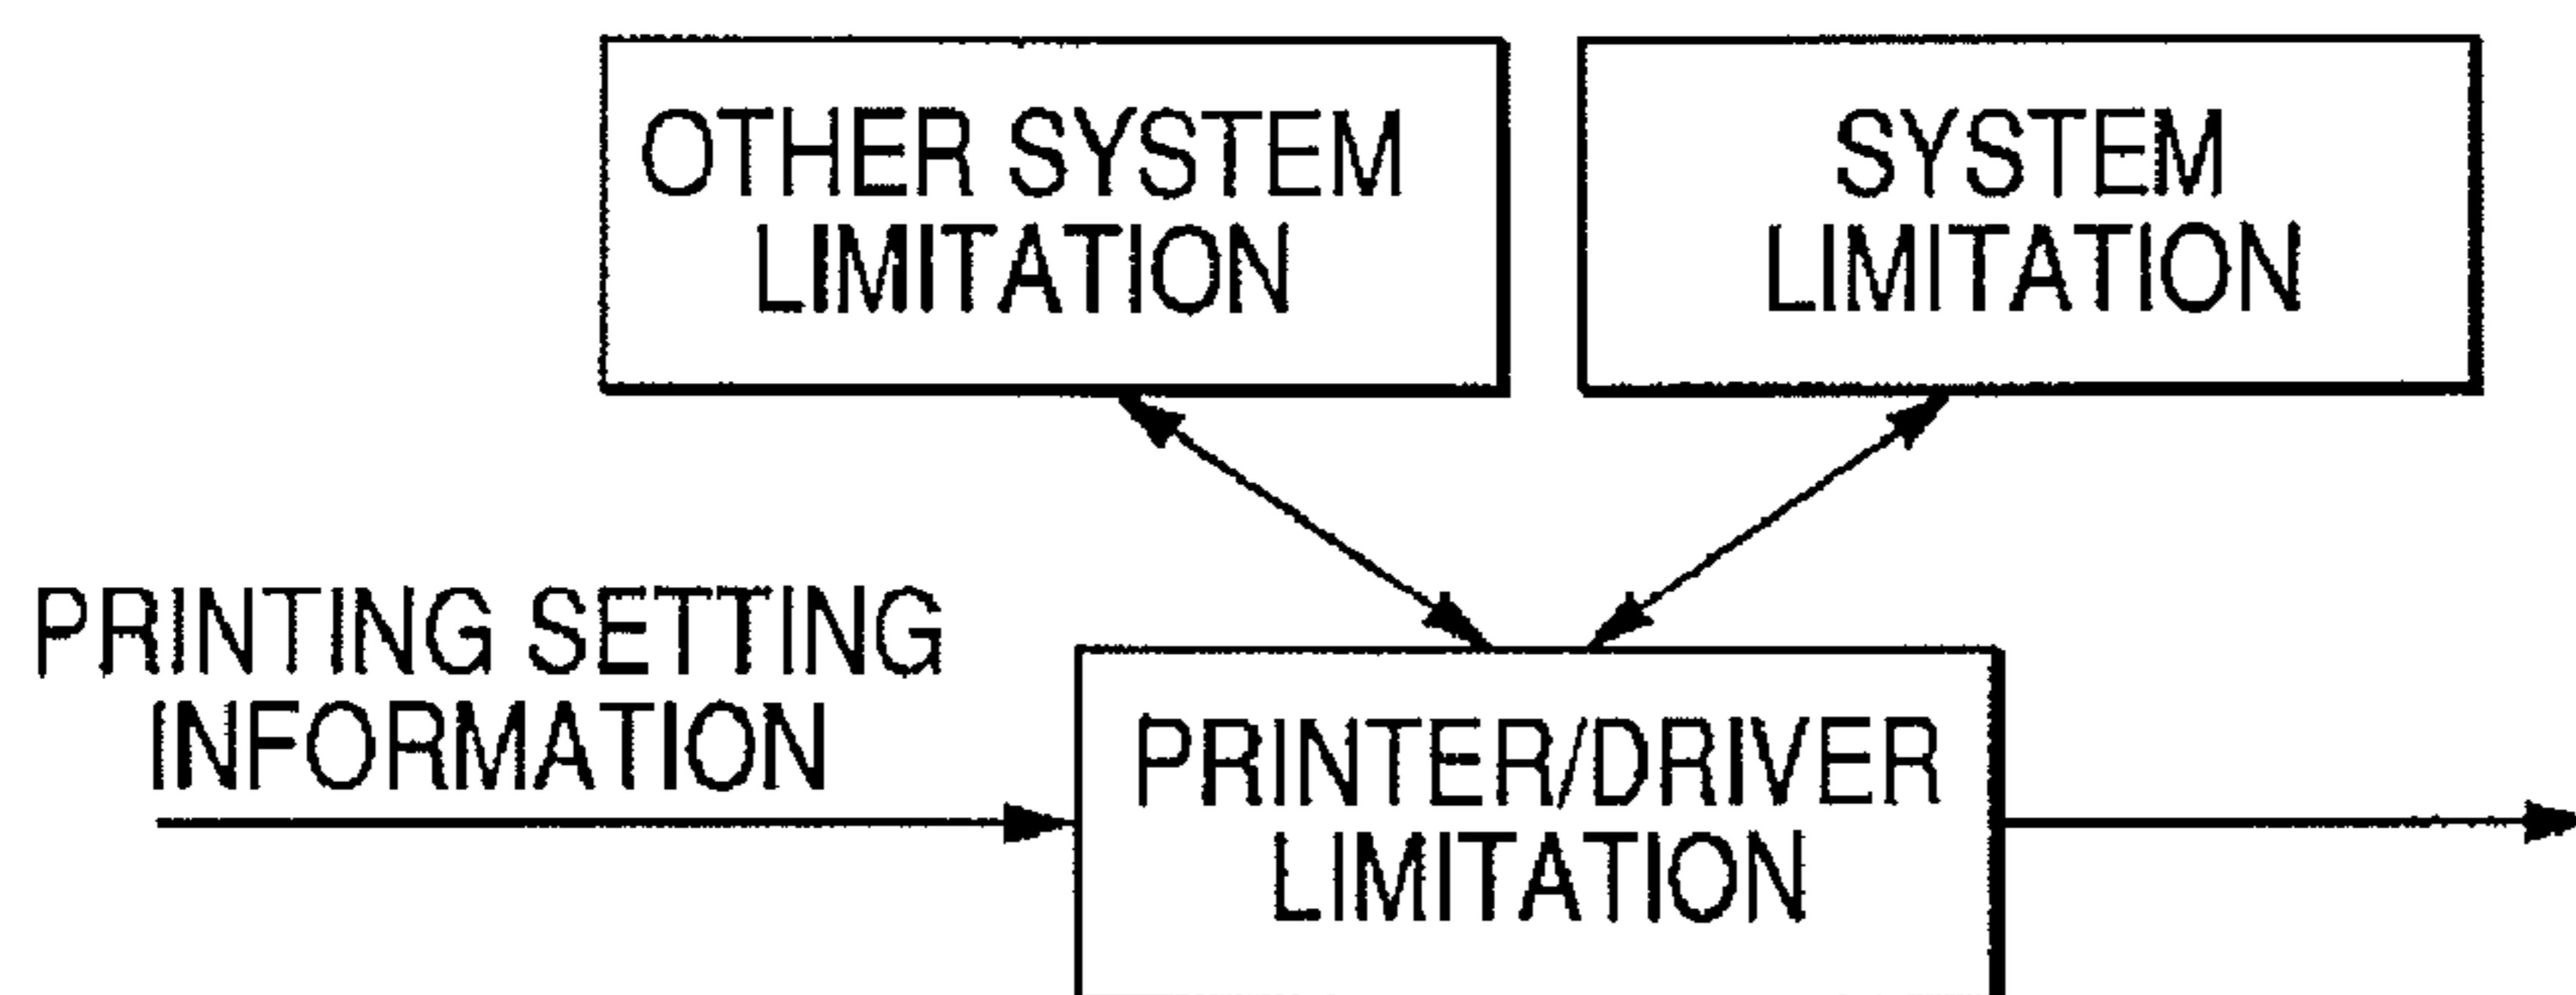 OTHER SYSTEM
LIMITATION
SYSTEM
LIMITATION
PRINTING SETTING
INFORMATION
PRINTER/DRIVER
LIMITATION